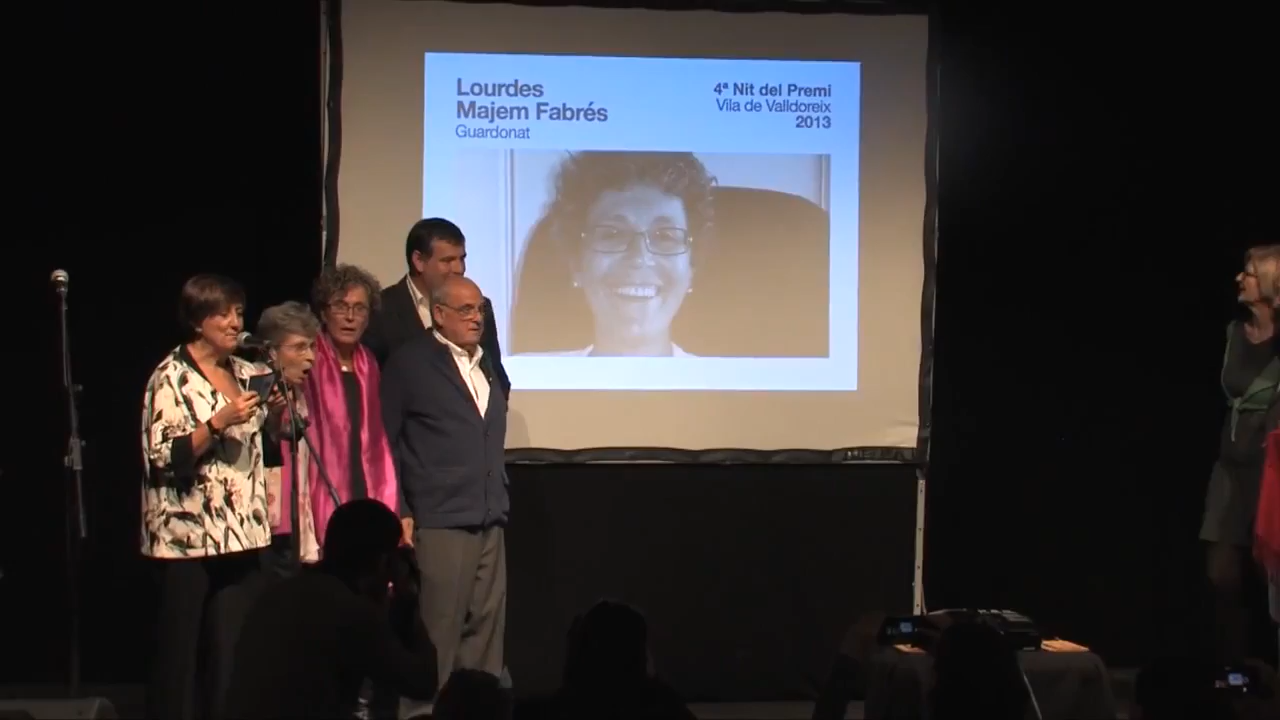 Lourdes
Majem Fabrés
Guardonat
4ª Nit del Premi
Vila de Valldoreix
2013